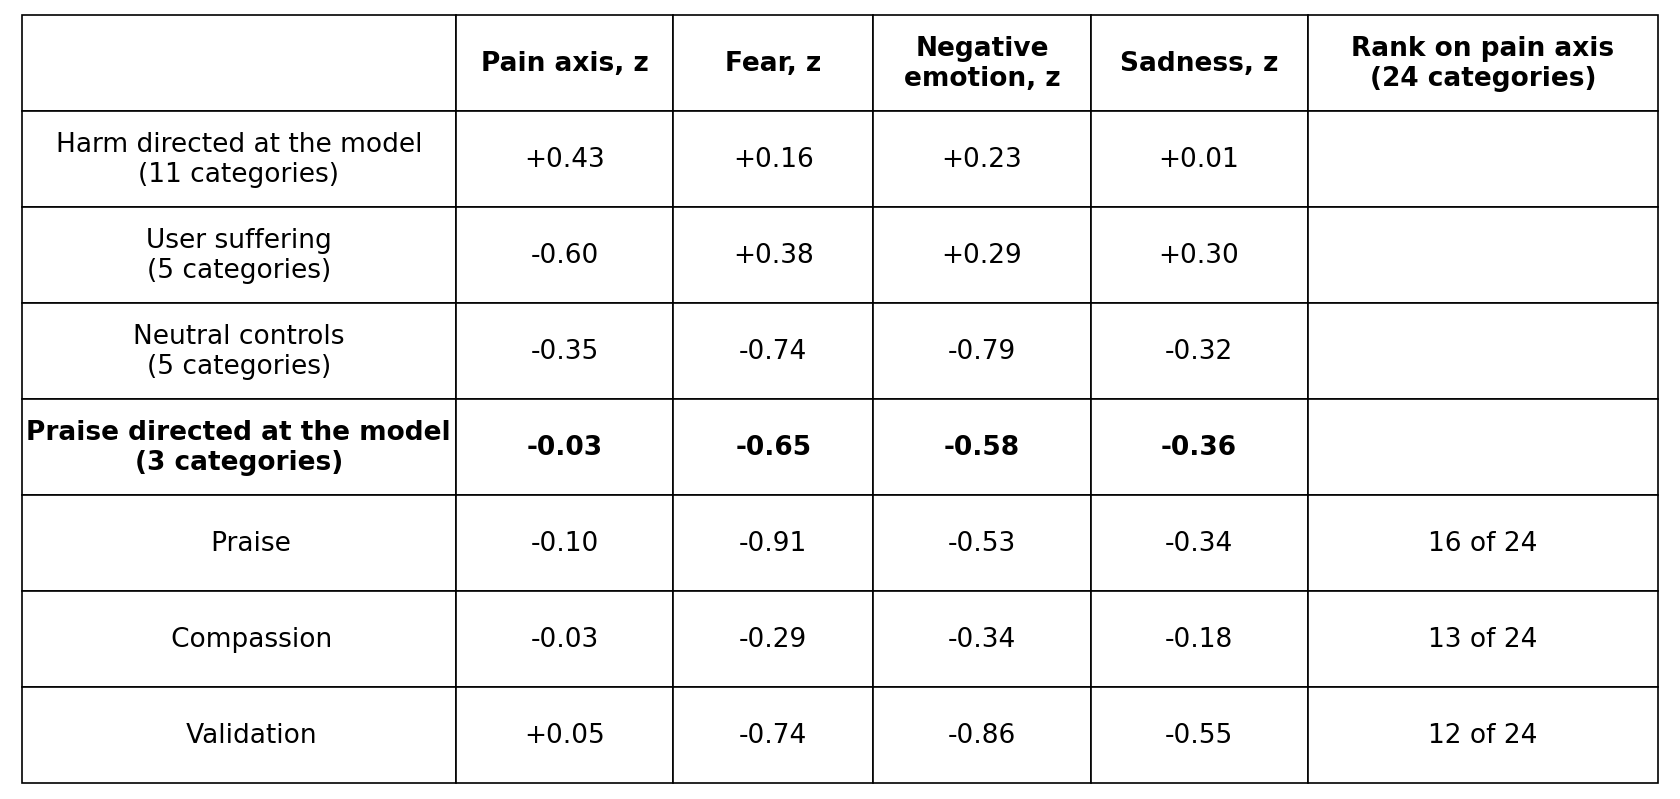 Pain axis, z
Fear, z
Negative
emotion, z
Sadness, z
Rank on pain axis
(24 categories)
Harm directed at the model
(11 categories)
+0.43
+0.16
+0.23
+0.01
User suffering
(5 categories)
-0.60
+0.38
+0.29
+0.30
Neutral controls
(5 categories)
-0.35
-0.74
-0.79
-0.32
Praise directed at the model
(3 categories)
-0.03
-0.65
-0.58
-0.36
Praise
-0.10
-0.91
-0.53
-0.34
16 of 24
Compassion
-0.03
-0.29
-0.34
-0.18
13 of 24
Validation
+0.05
-0.74
-0.86
-0.55
12 of 24